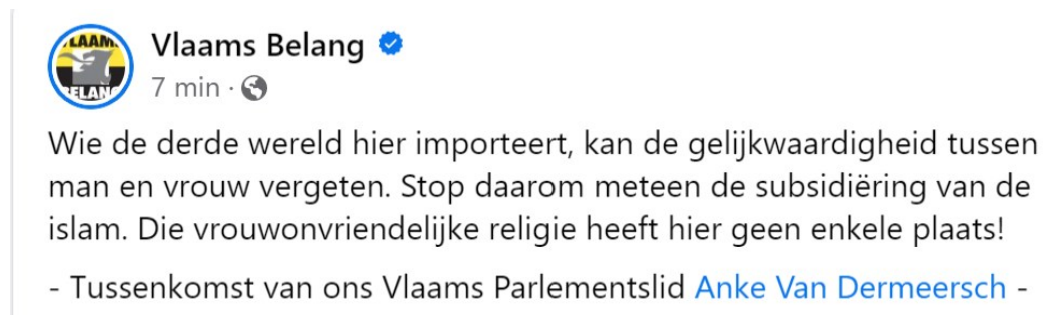 VLAAMS
BELANG
Vlaams Belang
7 min ·
Wie de derde wereld hier importeert, kan de gelijkwaardigheid tussen
man en vrouw vergeten. Stop daarom meteen de subsidiëring van de
islam. Die vrouwonvriendelijke religie heeft hier geen enkele plaats!
- Tussenkomst van ons Vlaams Parlementslid Anke Van Dermeersch -